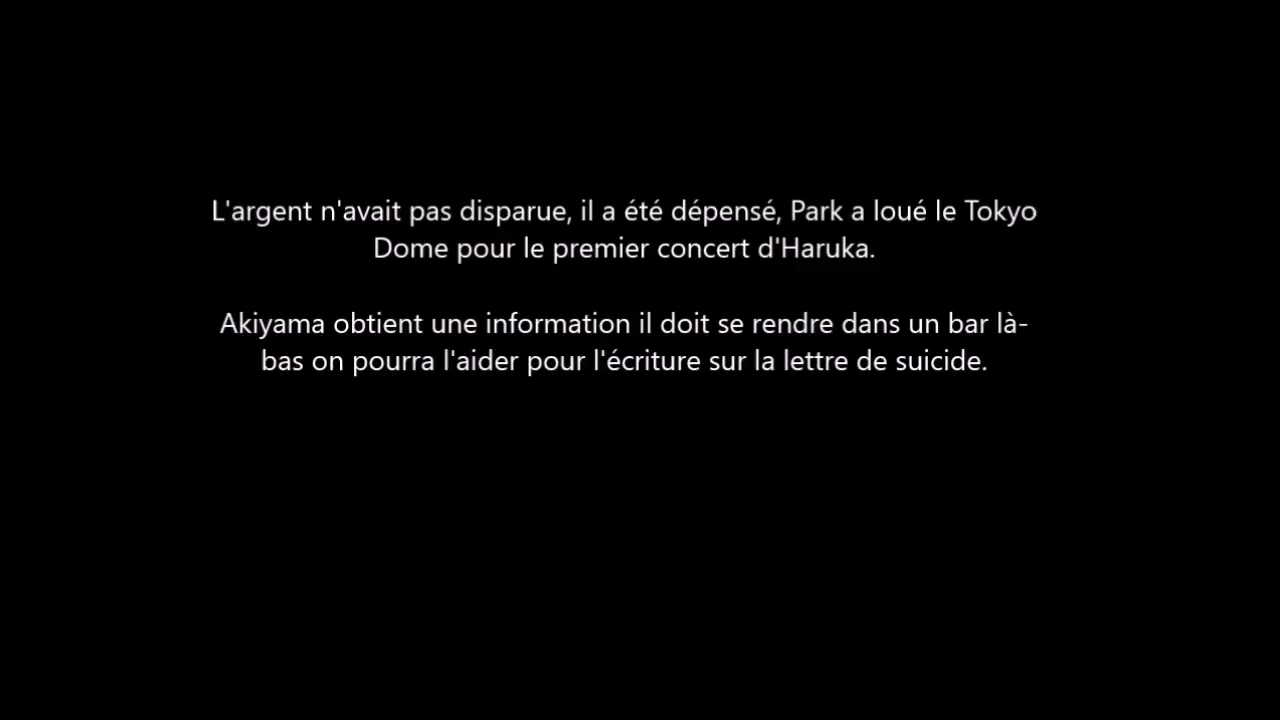 L'argent n'avait pas disparue, il a été dépensé, Park a loué le Tokyo
Dome pour le premier concert d'Haruka.
Akiyama obtient une information il doit se rendre dans un bar là-
bas on pourra l'aider pour l'écriture sur la lettre de suicide.